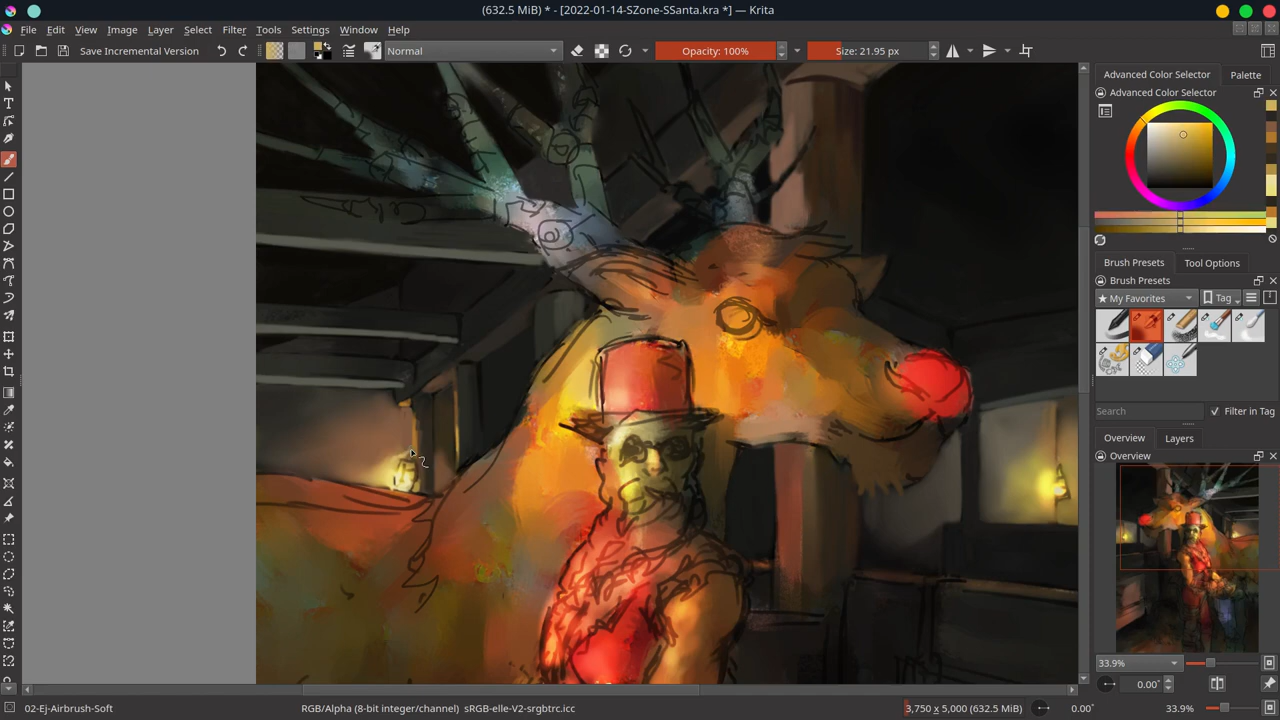 (632.5 MiB) * - [2022-01-14-SZone-SSanta.kra *] — Krita
File Edit View Image Layer Select Filter Tools Settings Window Help
Save Incremental Version
Normal
Opacity: 100%
Size: 21.95 px
Advanced Color Selector Palette
Advanced Color Selector
Brush Presets Tool Options
Brush Presets
★ My Favorites
Tag
Search
Filter in Tag
Overview Layers
Overview
33.9%
0.00°
02-Ej-Airbrush-Soft
RGB/Alpha (8-bit integer/channel) sRGB-elle-V2-srgbtrc.icc
3,750 x 5,000 (632.5 MiB)
0.00°
33.9%